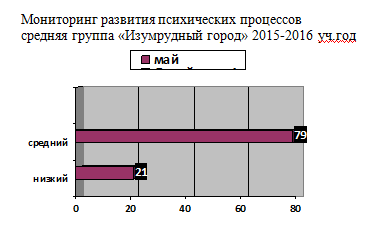 Мониторинг развития психических процессов
средняя группа «Изумрудный город» 2015-2016 уч.год
май
средний
79
низкий
21
0 20 40 60 80